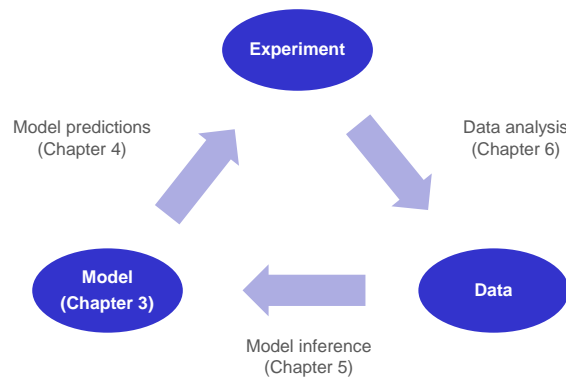 Experiment
Model predictions
(Chapter 4)
Data analysis
(Chapter 6)
Model
(Chapter 3)
Data
Model inference
(Chapter 5)